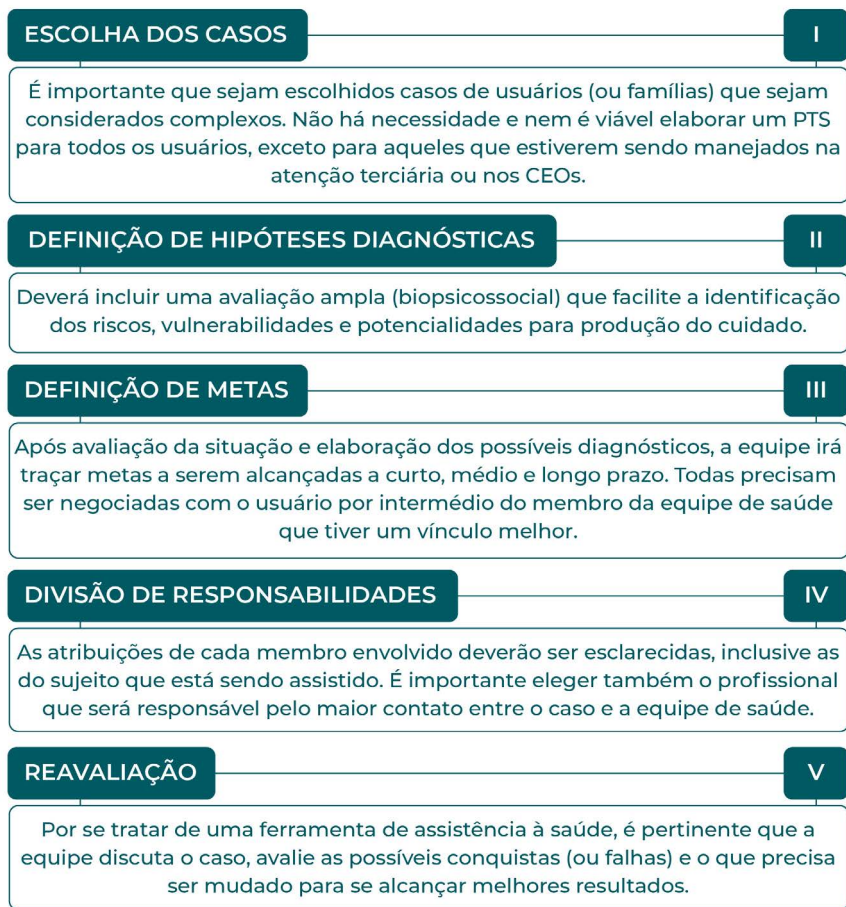 ESCOLHA DOS CASOS I
É importante que sejam escolhidos casos de usuários (ou famílias) que sejam
considerados complexos. Não há necessidade e nem é viável elaborar um PTS
para todos os usuários, exceto para aqueles que estiverem sendo manejados na
atenção terciária ou nos CEOs.
DEFINIÇÃO DE HIPÓTESES DIAGNÓSTICAS II
Deverá incluir uma avaliação ampla (biopsicossocial) que facilite a identificação
dos riscos, vulnerabilidades e potencialidades para produção do cuidado.
DEFINIÇÃO DE METAS III
Após avaliação da situação e elaboração dos possíveis diagnósticos, a equipe irá
traçar metas a serem alcançadas a curto, médio e longo prazo. Todas precisam
ser negociadas com o usuário por intermédio do membro da equipe de saúde
que tiver um vínculo melhor.
DIVISÃO DE RESPONSABILIDADES IV
As atribuições de cada membro envolvido deverão ser esclarecidas, inclusive as
do sujeito que está sendo assistido. É importante eleger também o profissional
que será responsável pelo maior contato entre o caso e a equipe de saúde.
REAVALIAÇÃO V
Por se tratar de uma ferramenta de assistência à saúde, é pertinente que a
equipe discuta o caso, avalie as possíveis conquistas (ou falhas) e o que precisa
ser mudado para se alcançar melhores resultados.